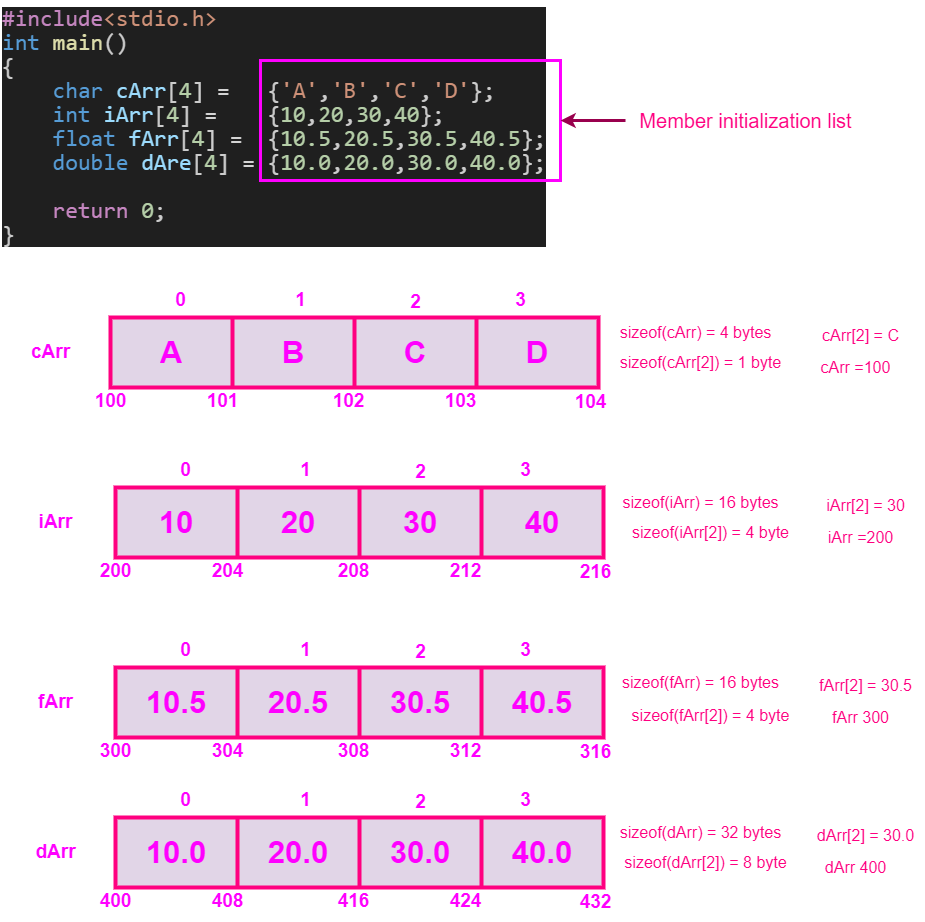 #include<stdio.h>
int main()
{
char cArr[4] = {'A','B','C','D'};
int iArr[4] = {10,20,30,40};
float fArr[4] = {10.5,20.5,30.5,40.5};
double dAre[4] = {10.0,20.0,30.0,40.0};
return 0;
}
Member initialization list
0 1 2 3
cArr A B C D
100 101 102 103 104
sizeof(cArr) = 4 bytes
sizeof(cArr[2]) = 1 byte
cArr[2] = C
cArr =100
0 1 2 3
iArr 10 20 30 40
200 204 208 212 216
sizeof(iArr) = 16 bytes
sizeof(iArr[2]) = 4 byte
iArr[2] = 30
iArr =200
0 1 2 3
fArr 10.5 20.5 30.5 40.5
300 304 308 312 316
sizeof(fArr) = 16 bytes
sizeof(fArr[2]) = 4 byte
fArr[2] = 30.5
fArr 300
0 1 2 3
dArr 10.0 20.0 30.0 40.0
400 408 416 424 432
sizeof(dArr) = 32 bytes
sizeof(dArr[2]) = 8 byte
dArr[2] = 30.0
dArr 400